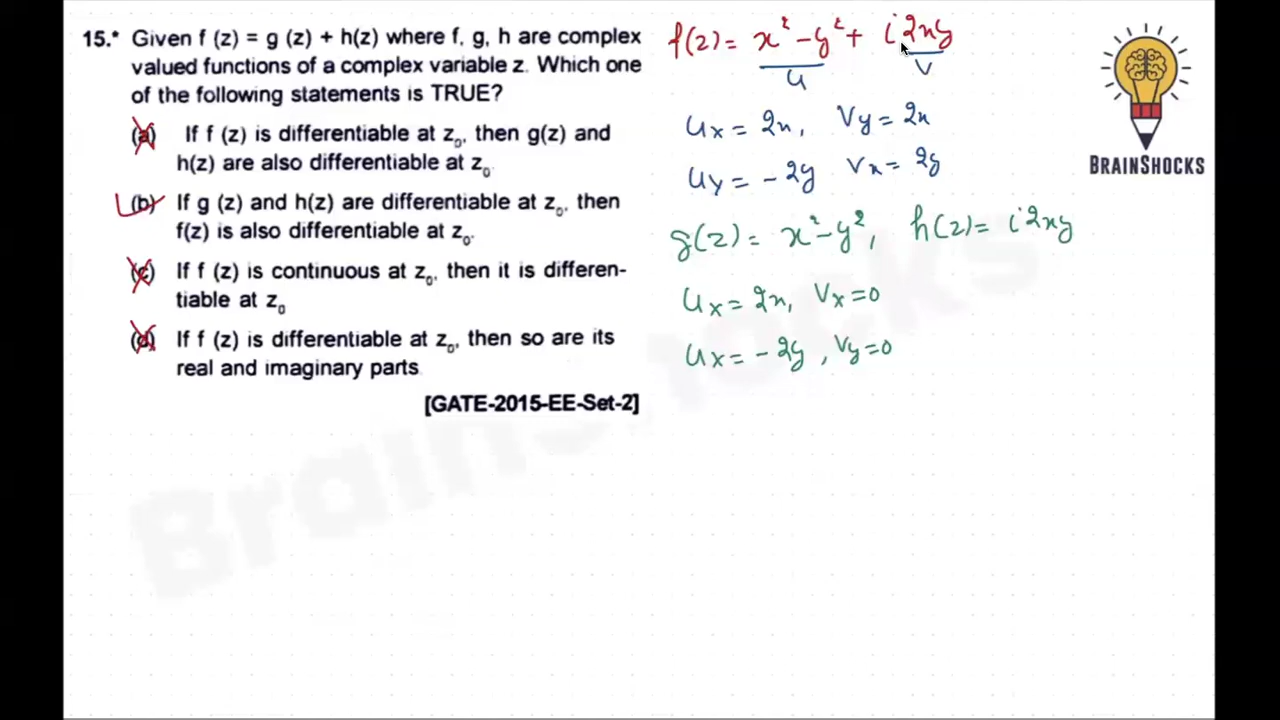 15.* Given f (z) = g (z) + h(z) where f, g, h are complex
valued functions of a complex variable z. Which one
of the following statements is TRUE?
(a) If f (z) is differentiable at z₀, then g(z) and
h(z) are also differentiable at z₀.
(b) If g (z) and h(z) are differentiable at z₀, then
f(z) is also differentiable at z₀.
(c) If f (z) is continuous at z₀, then it is differen-
tiable at z₀
(d) If f (z) is differentiable at z₀, then so are its
real and imaginary parts
[GATE-2015-EE-Set-2]
f(z) = x² - y² + i2xy
u v
ux = 2x, vy = 2x
uy = -2y vx = 2y
g(z) = x² - y², h(z) = i2xy
ux = 2x, vx = 0
ux = -2y, vy = 0
BRAINSHOCKS
Brainshocks